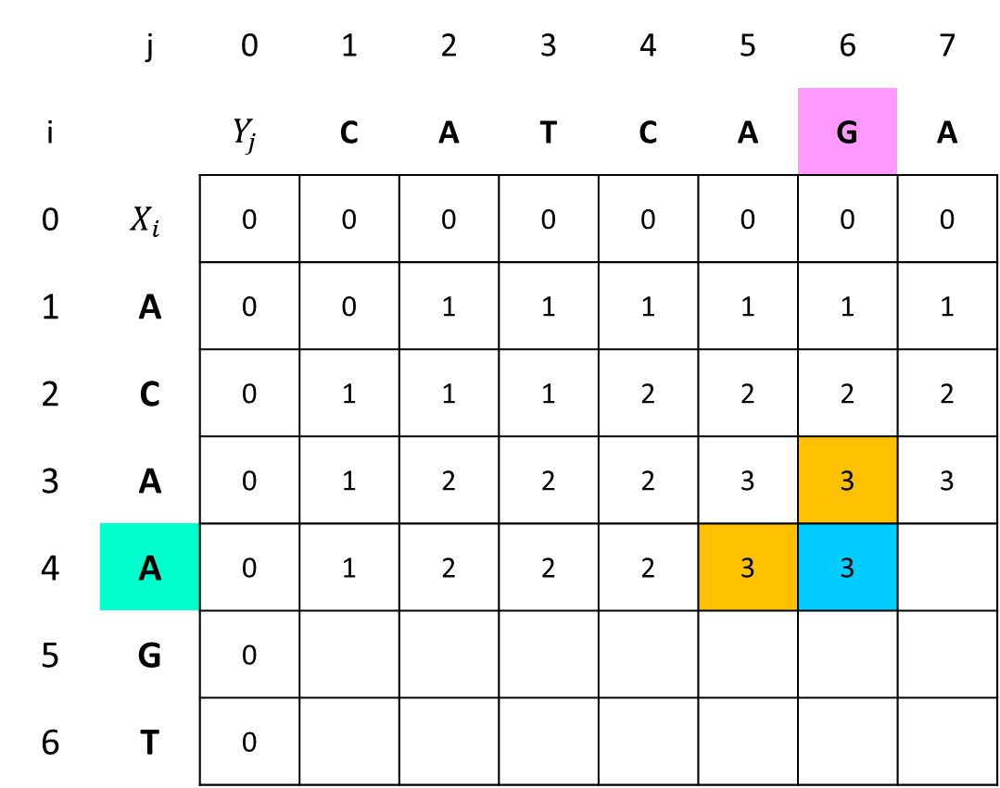 j 0 1 2 3 4 5 6 7
i Yj C A T C A G A
0 Xi 0 0 0 0 0 0 0 0
1 A 0 0 1 1 1 1 1 1
2 C 0 1 1 1 2 2 2 2
3 A 0 1 2 2 2 3 3 3
4 A 0 1 2 2 2 3 3
5 G 0
6 T 0